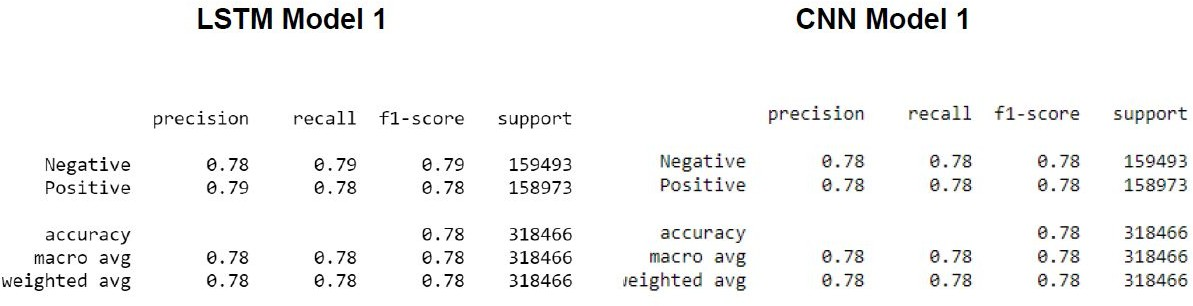 LSTM Model 1
precision recall f1-score support
Negative 0.78 0.79 0.79 159493
Positive 0.79 0.78 0.78 158973
accuracy 0.78 318466
macro avg 0.78 0.78 0.78 318466
weighted avg 0.78 0.78 0.78 318466
CNN Model 1
precision recall f1-score support
Negative 0.78 0.78 0.78 159493
Positive 0.78 0.78 0.78 158973
accuracy 0.78 318466
macro avg 0.78 0.78 0.78 318466
weighted avg 0.78 0.78 0.78 318466